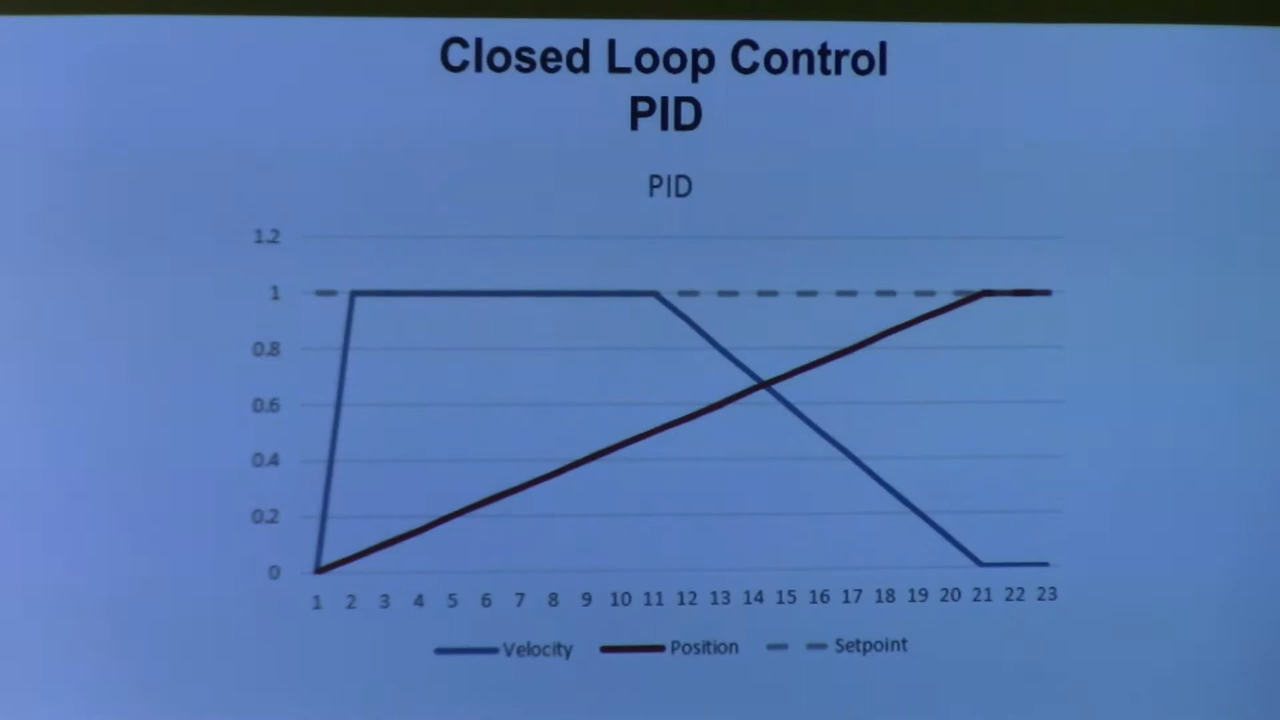 Closed Loop Control
PID
PID
1.2
1
0.8
0.6
0.4
0.2
0
1 2 3 4 5 6 7 8 9 10 11 12 13 14 15 16 17 18 19 20 21 22 23
Velocity Position Setpoint